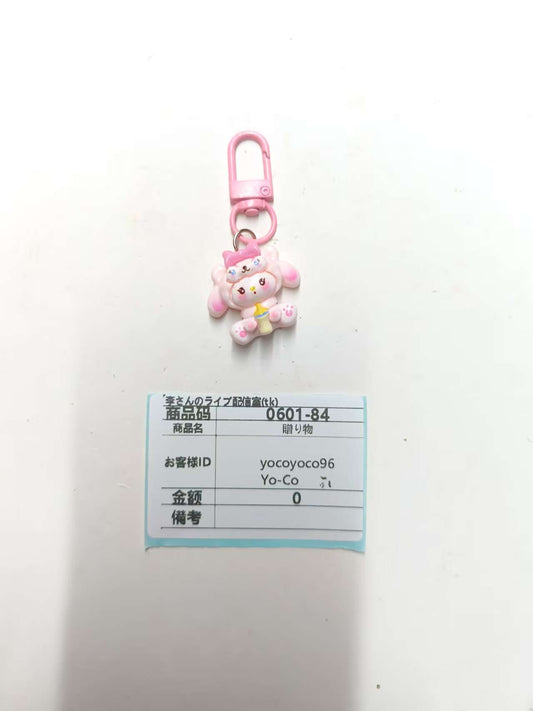 李さんのライブ配信室(tk)
商品码 0601-84
商品名 贈り物
お客様ID yocoyoco96
Yo-Co
金额 0
備考